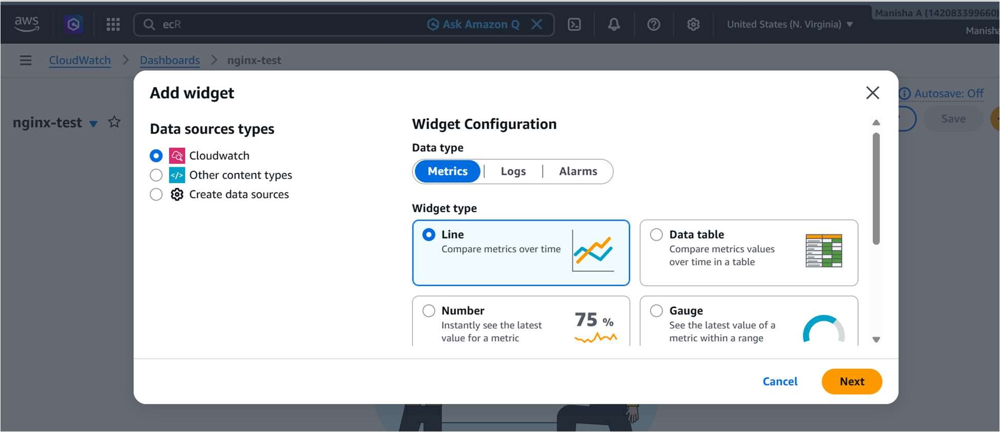 aws
ecR
Ask Amazon Q
United States (N. Virginia)
Manisha A (142083399660)
Manisha
CloudWatch
Dashboards
nginx-test
Add widget
Autosave: Off
nginx-test
Save
Data sources types
Cloudwatch
Other content types
Create data sources
Widget Configuration
Data type
Metrics
Logs
Alarms
Widget type
Line
Compare metrics over time
Data table
Compare metrics values
over time in a table
Number
Instantly see the latest
value for a metric
75 %
Gauge
See the latest value of a
metric within a range
Cancel
Next